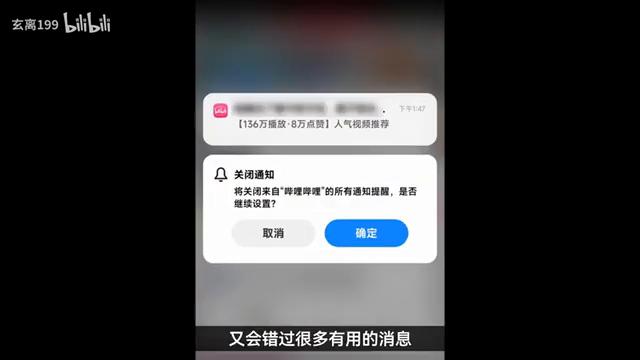 玄离199 bilibili
下午1:47
【136万播放·8万点赞】人气视频推荐
关闭通知
将关闭来自“哔哩哔哩”的所有通知提醒，是否
继续设置？
取消
确定
又会错过很多有用的消息